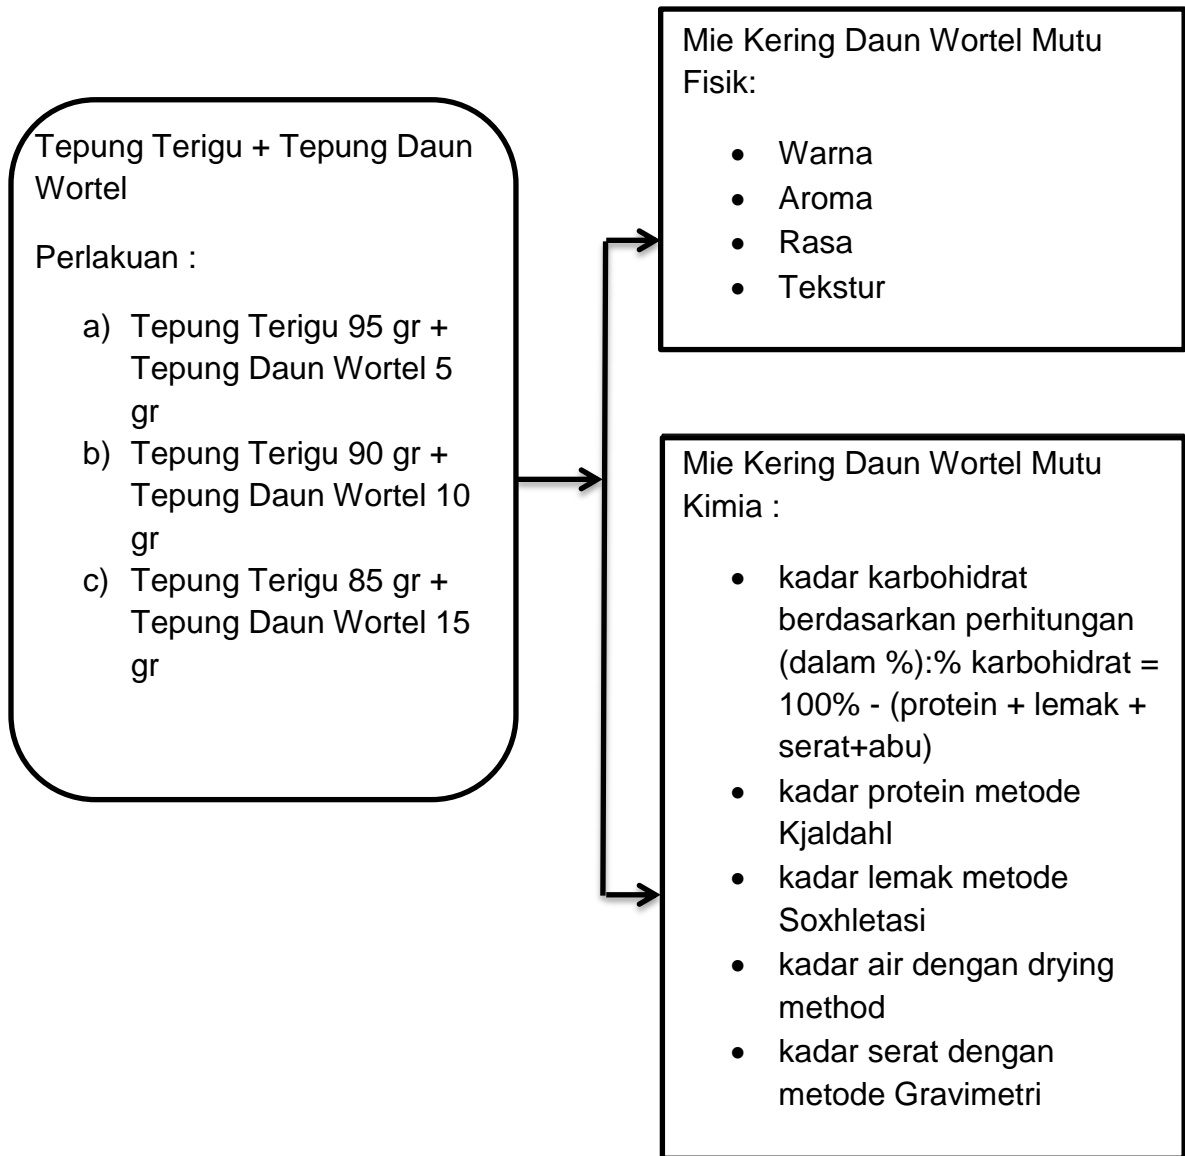 Tepung Terigu + Tepung Daun
Wortel
Perlakuan :
a) Tepung Terigu 95 gr +
Tepung Daun Wortel 5
gr
b) Tepung Terigu 90 gr +
Tepung Daun Wortel 10
gr
c) Tepung Terigu 85 gr +
Tepung Daun Wortel 15
gr
Mie Kering Daun Wortel Mutu
Fisik:
• Warna
• Aroma
• Rasa
• Tekstur
Mie Kering Daun Wortel Mutu
Kimia :
• kadar karbohidrat
berdasarkan perhitungan
(dalam %):% karbohidrat =
100% - (protein + lemak +
serat+abu)
• kadar protein metode
Kjaldahl
• kadar lemak metode
Soxhletasi
• kadar air dengan drying
method
• kadar serat dengan
metode Gravimetri